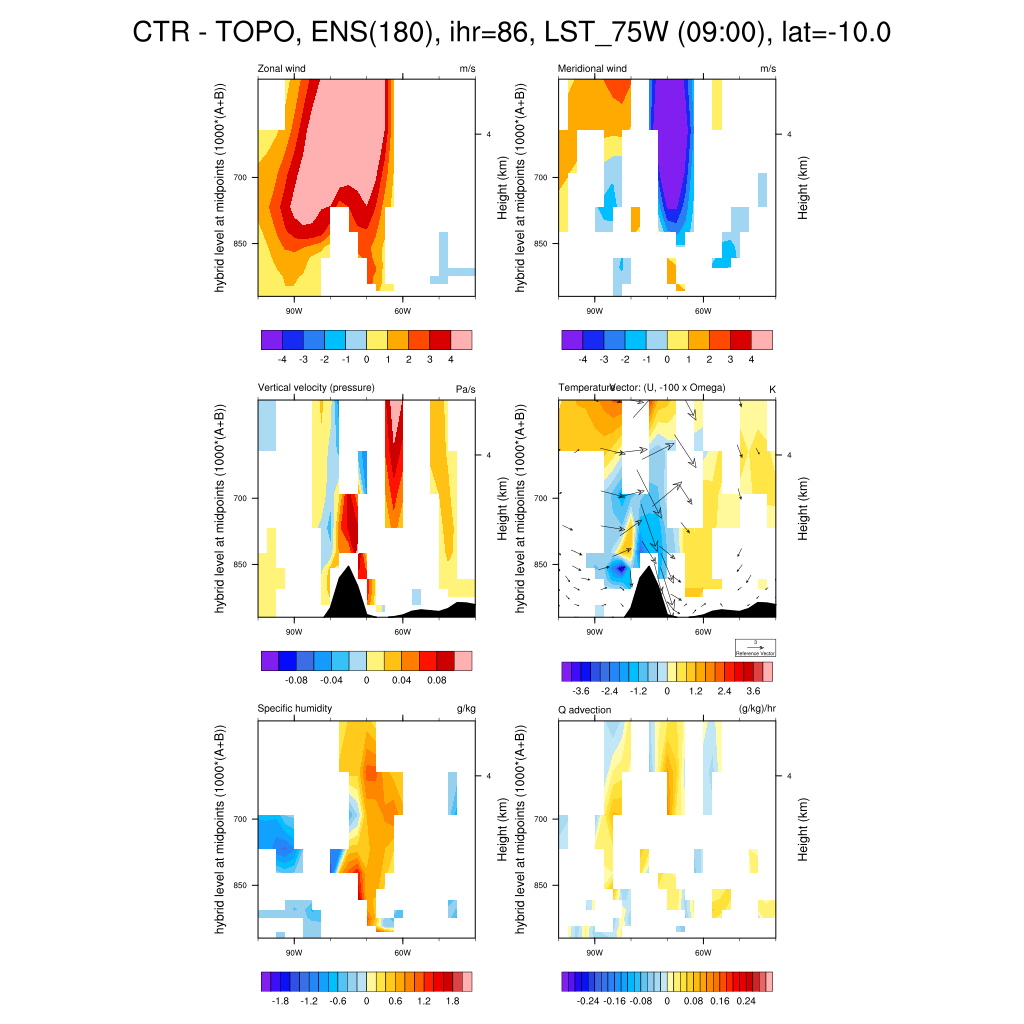 CTR - TOPO, ENS(180), ihr=86, LST_75W (09:00), lat=-10.0
Zonal wind m/s
hybrid level at midpoints (1000*(A+B))
700
850
4
Height (km)
90W 60W
-4 -3 -2 -1 0 1 2 3 4
Meridional wind m/s
hybrid level at midpoints (1000*(A+B))
700
850
4
Height (km)
90W 60W
-4 -3 -2 -1 0 1 2 3 4
Vertical velocity (pressure) Pa/s
hybrid level at midpoints (1000*(A+B))
700
850
4
Height (km)
90W 60W
-0.08 -0.04 0 0.04 0.08
Temperature Vector: (U, -100 x Omega) K
hybrid level at midpoints (1000*(A+B))
700
850
4
Height (km)
90W 60W
3
Reference Vector
-3.6 -2.4 -1.2 0 1.2 2.4 3.6
Specific humidity g/kg
hybrid level at midpoints (1000*(A+B))
700
850
4
Height (km)
90W 60W
-1.8 -1.2 -0.6 0 0.6 1.2 1.8
Q advection (g/kg)/hr
hybrid level at midpoints (1000*(A+B))
700
850
4
Height (km)
90W 60W
-0.24 -0.16 -0.08 0 0.08 0.16 0.24